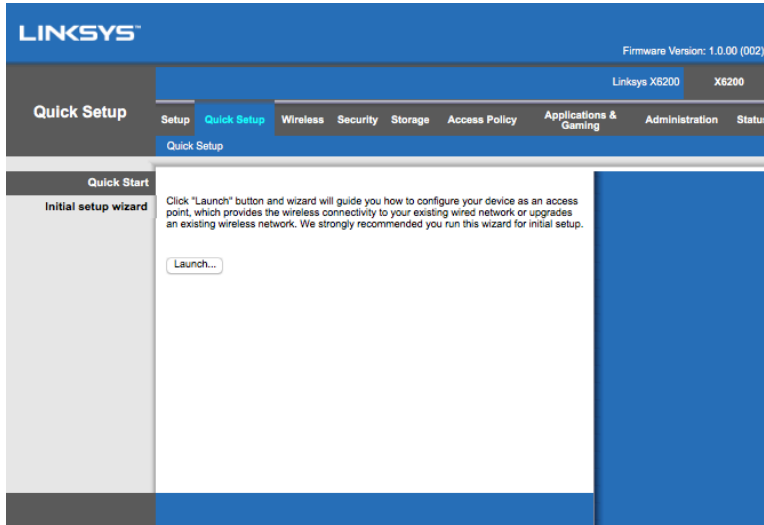 LINKSYS™
Firmware Version: 1.0.00 (002)
Linksys X6200 X6200
Quick Setup
Setup Quick Setup Wireless Security Storage Access Policy Applications & Gaming Administration Status
Quick Setup
Quick Start
Initial setup wizard
Click "Launch" button and wizard will guide you how to configure your device as an access
point, which provides the wireless connectivity to your existing wired network or upgrades
an existing wireless network. We strongly recommended you run this wizard for initial setup.
Launch...